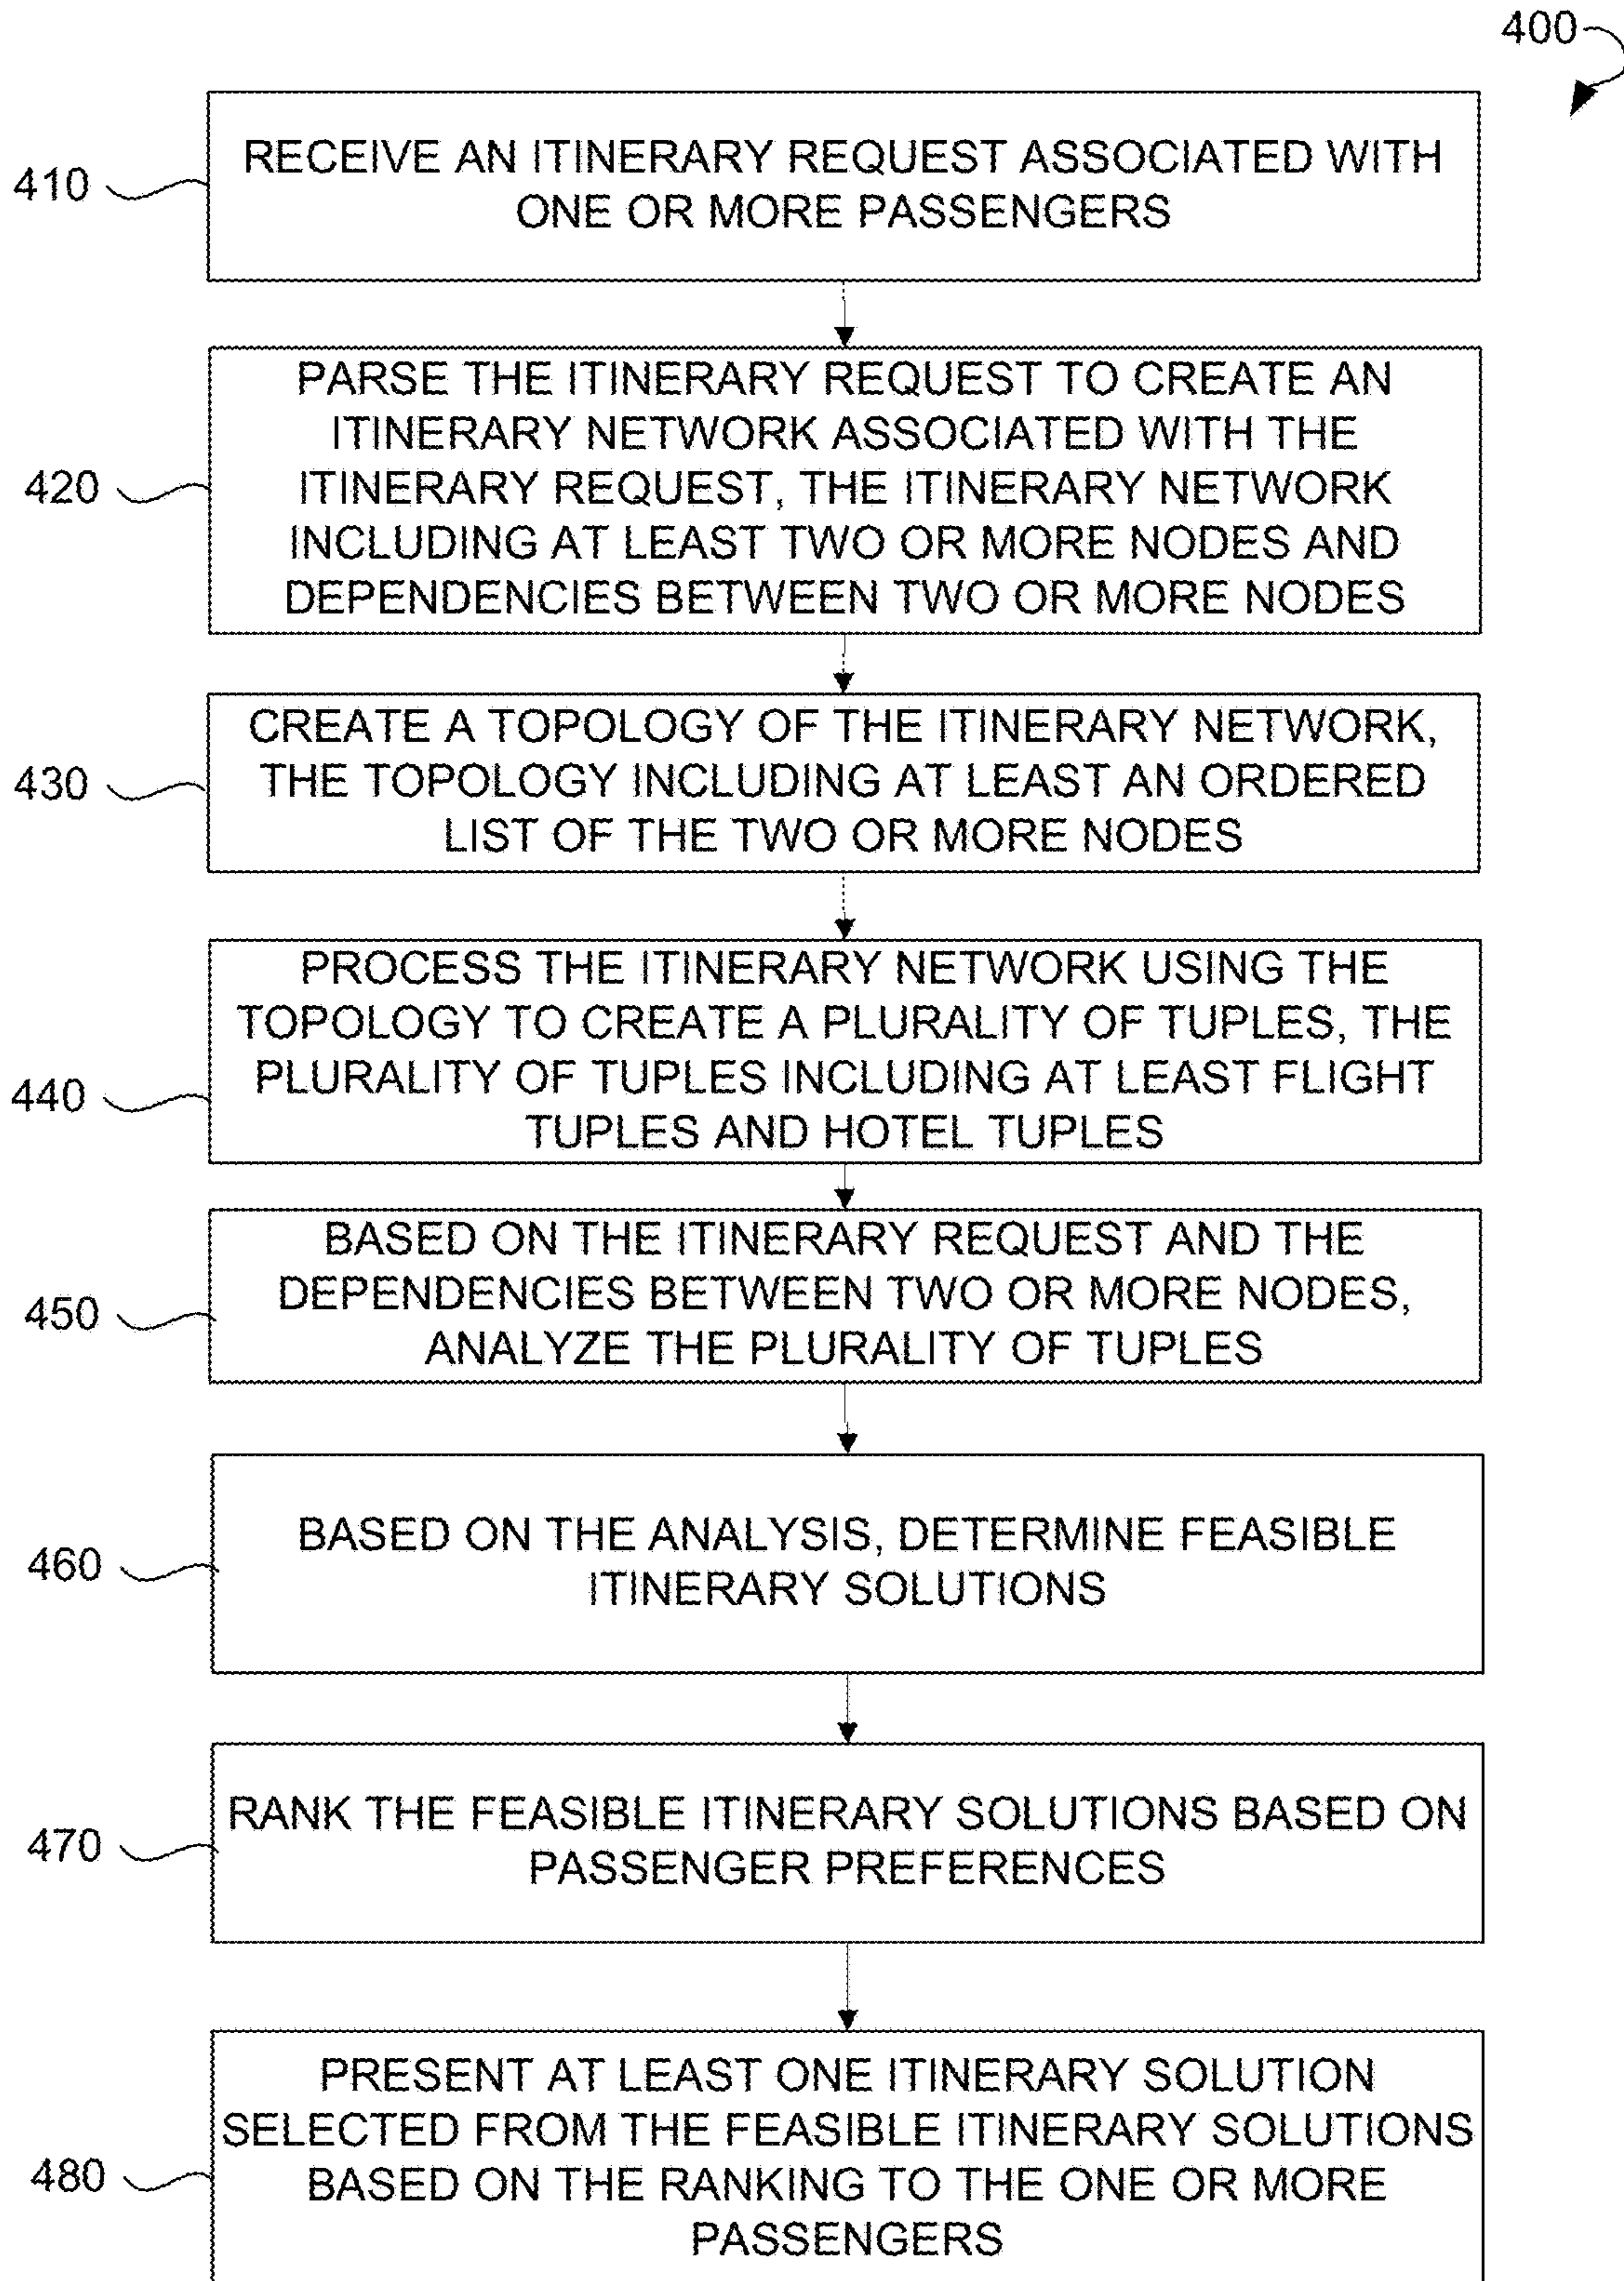 400
410
RECEIVE AN ITINERARY REQUEST ASSOCIATED WITH
ONE OR MORE PASSENGERS
420
PARSE THE ITINERARY REQUEST TO CREATE AN
ITINERARY NETWORK ASSOCIATED WITH THE
ITINERARY REQUEST, THE ITINERARY NETWORK
INCLUDING AT LEAST TWO OR MORE NODES AND
DEPENDENCIES BETWEEN TWO OR MORE NODES
430
CREATE A TOPOLOGY OF THE ITINERARY NETWORK,
THE TOPOLOGY INCLUDING AT LEAST AN ORDERED
LIST OF THE TWO OR MORE NODES
440
PROCESS THE ITINERARY NETWORK USING THE
TOPOLOGY TO CREATE A PLURALITY OF TUPLES, THE
PLURALITY OF TUPLES INCLUDING AT LEAST FLIGHT
TUPLES AND HOTEL TUPLES
450
BASED ON THE ITINERARY REQUEST AND THE
DEPENDENCIES BETWEEN TWO OR MORE NODES,
ANALYZE THE PLURALITY OF TUPLES
460
BASED ON THE ANALYSIS, DETERMINE FEASIBLE
ITINERARY SOLUTIONS
470
RANK THE FEASIBLE ITINERARY SOLUTIONS BASED ON
PASSENGER PREFERENCES
480
PRESENT AT LEAST ONE ITINERARY SOLUTION
SELECTED FROM THE FEASIBLE ITINERARY SOLUTIONS
BASED ON THE RANKING TO THE ONE OR MORE
PASSENGERS